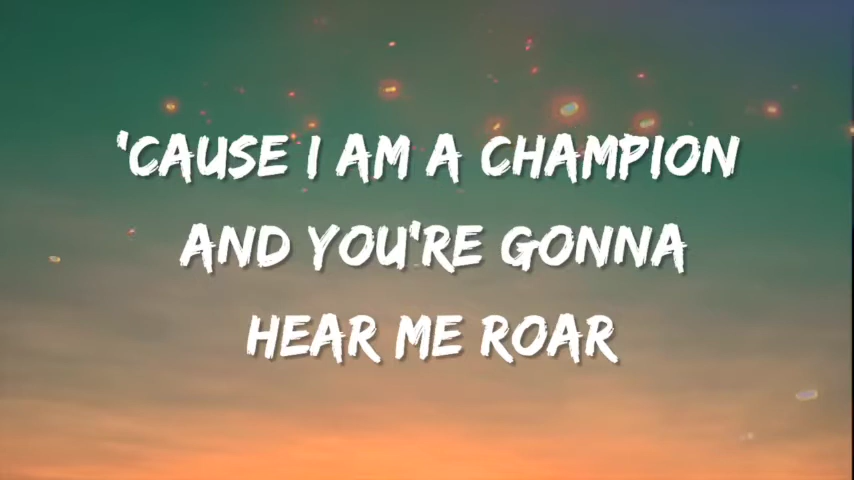 'CAUSE I AM A CHAMPION
AND YOU'RE GONNA
HEAR ME ROAR